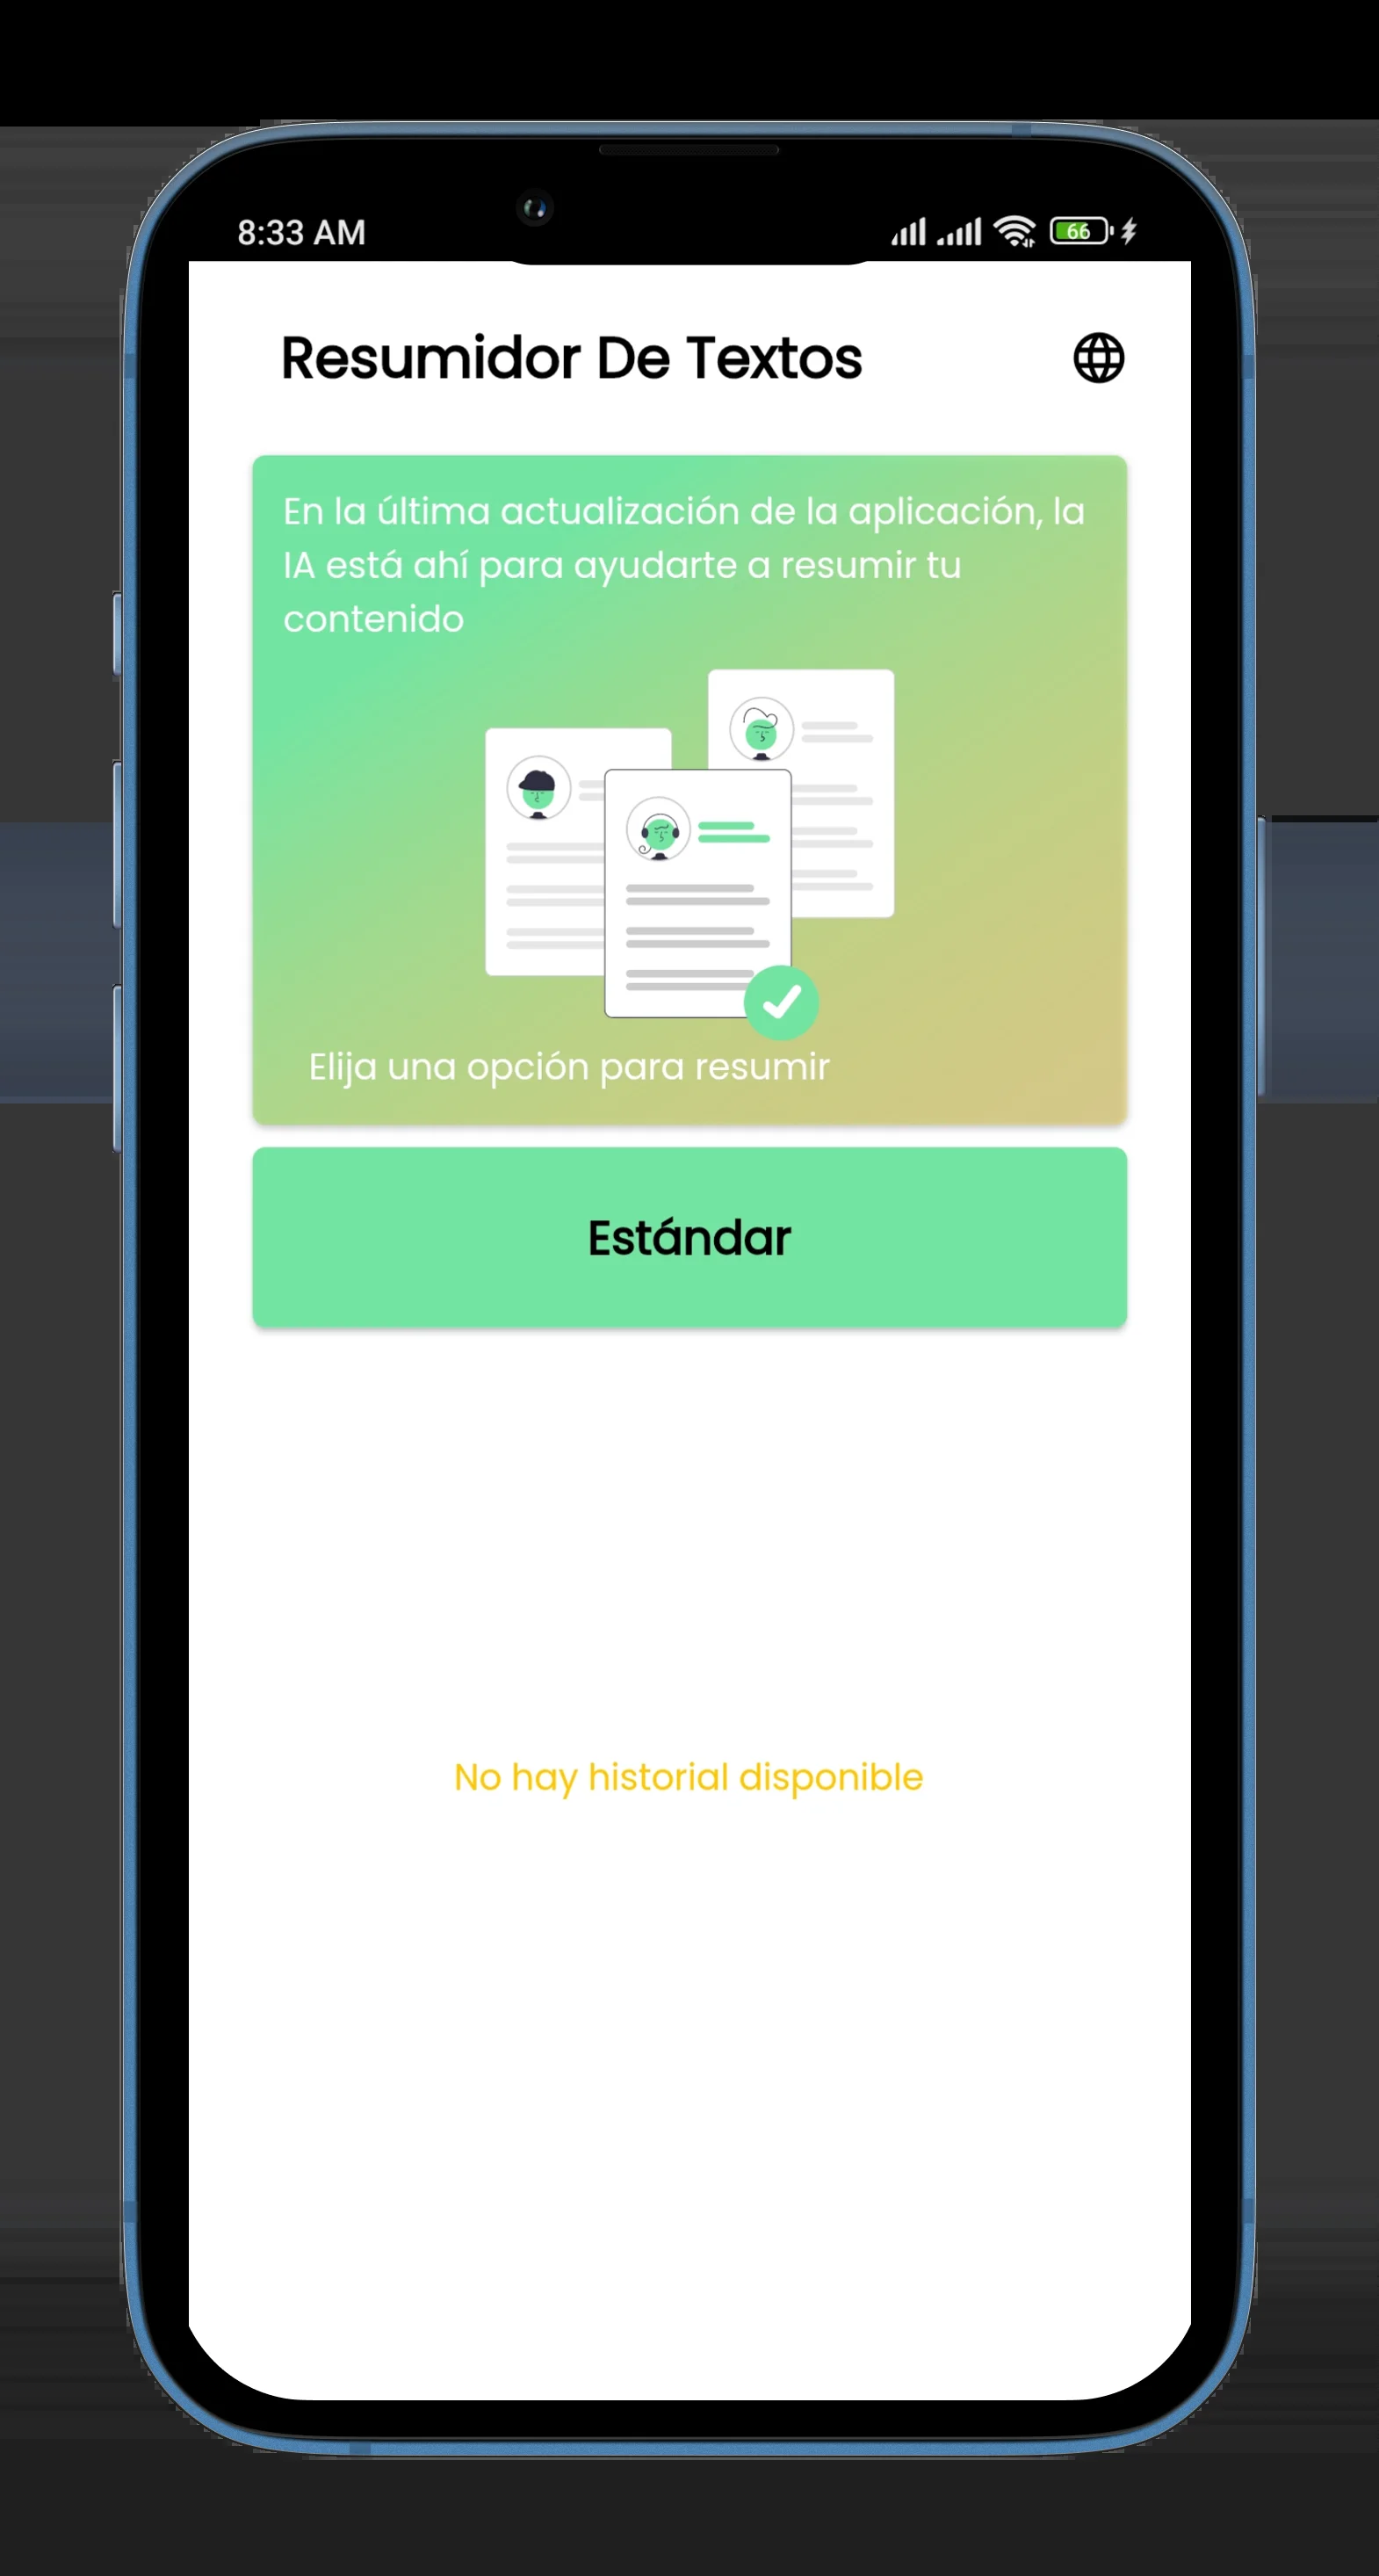 8:33 AM
66
Resumidor De Textos
En la última actualización de la aplicación, la
IA está ahí para ayudarte a resumir tu
contenido
Elija una opción para resumir
Estándar
No hay historial disponible